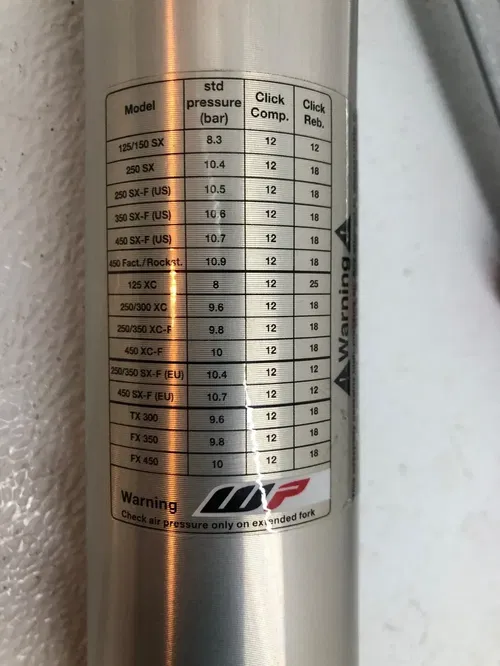 Model std pressure (bar) Click Comp. Click Reb.
125/150 SX 8.3 12 12
250 SX 10.4 12 18
250 SX-F (US) 10.5 12 18
350 SX-F (US) 10.6 12 18
450 SX-F (US) 10.7 12 18
450 Fact./Rockst. 10.9 12 18
125 XC 8 12 25
250/300 XC 9.6 12 18
250/350 XC-F 9.8 12 18
450 XC-F 10 12 18
250/350 SX-F (EU) 10.4 12 12
450 SX-F (EU) 10.7 12 12
TX 300 9.6 12 18
FX 350 9.8 12 18
FX 450 10 12 18
Warning WP
Check air pressure only on extended fork
Warning